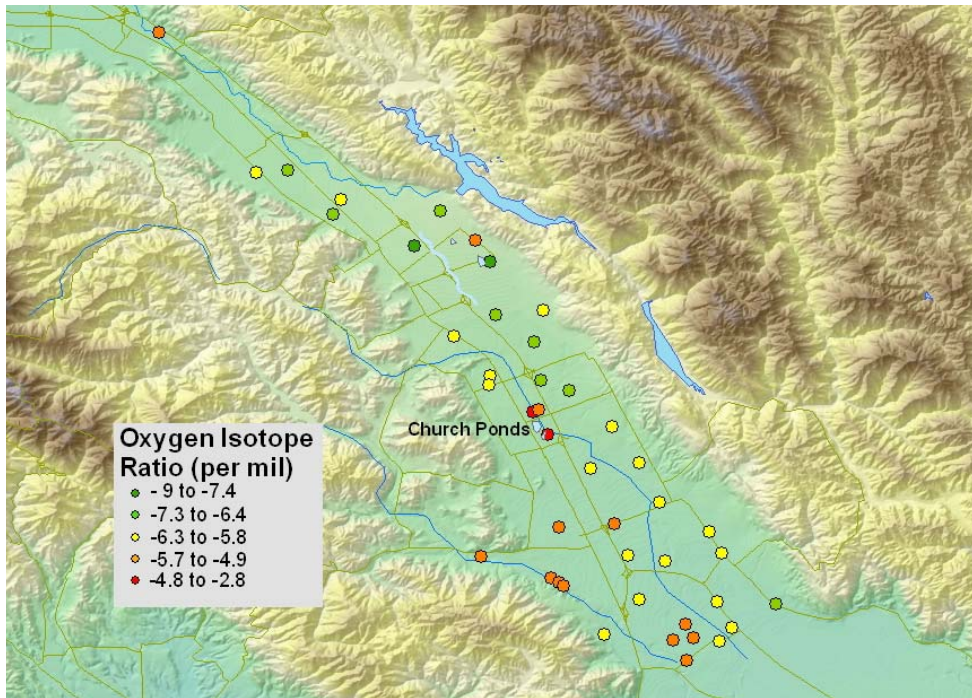 Church Ponds
Oxygen Isotope
Ratio (per mil)
- 9 to -7.4
-7.3 to -6.4
-6.3 to -5.8
-5.7 to -4.9
-4.8 to -2.8